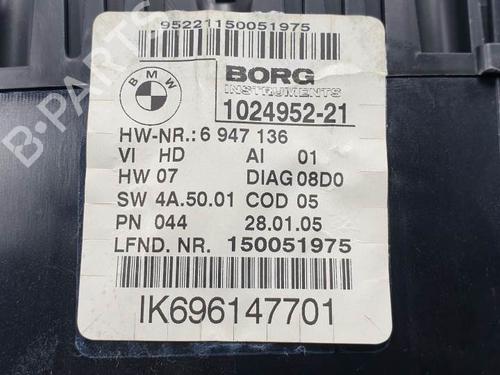 95221150051975
BMW
BORG
INSTRUMENTS
1024952-21
HW-NR.: 6 947 136
VI HD AI 01
HW 07 DIAG 08D0
SW 4A.50.01 COD 05
PN 044 28.01.05
LFND. NR. 150051975
IK696147701
B-PARTS